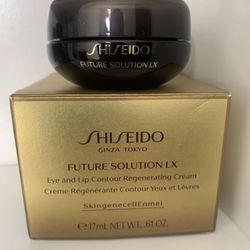 SHISEIDO
FUTURE SOLUTION LX
SHISEIDO
GINZA TOKYO
FUTURE SOLUTION LX
Eye and Lip Contour Regenerating Cream
Crème Régénérante Contour Yeux et Lèvres
SkingenecellEnmei
℮17mL NET WT. .61 OZ.